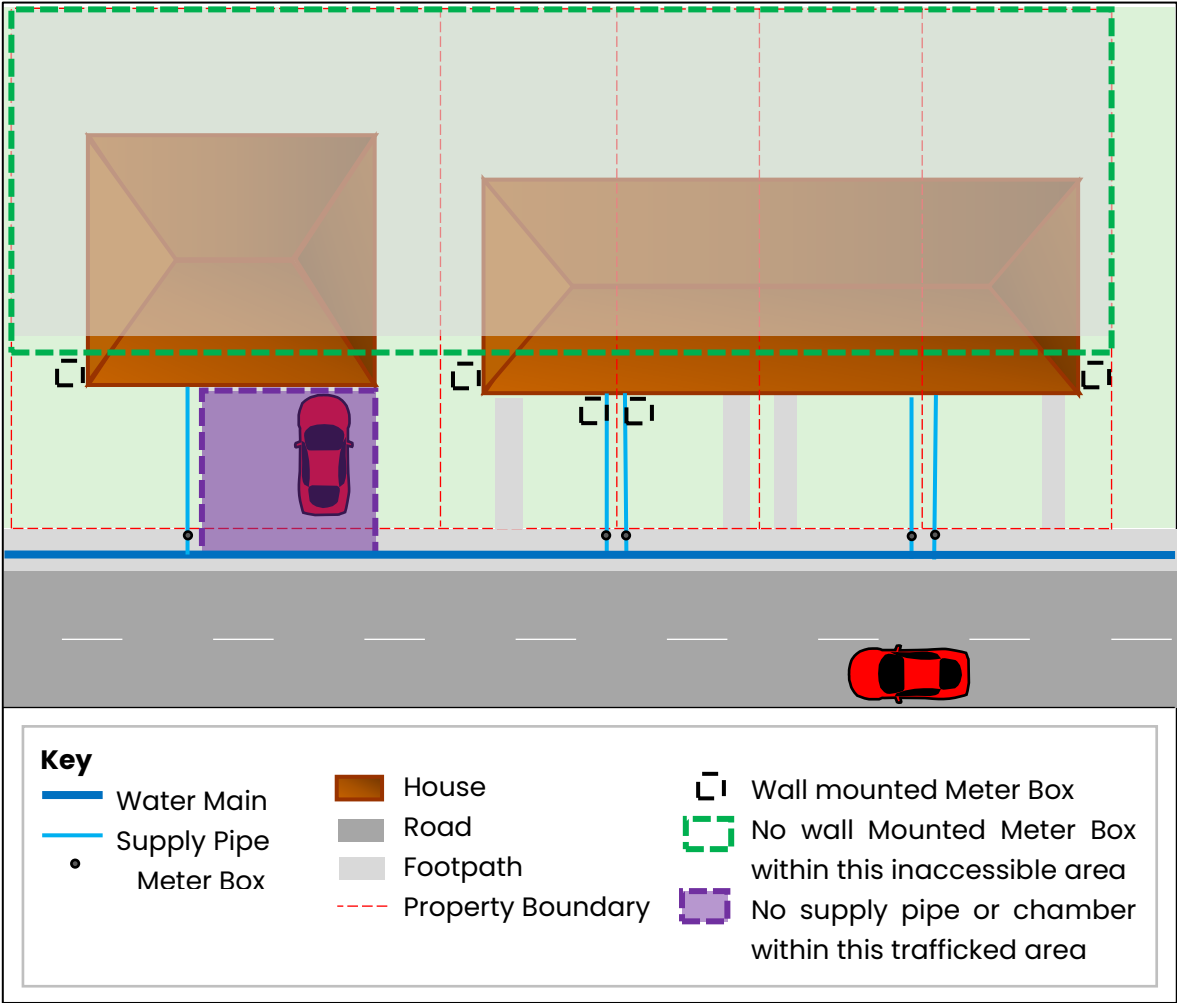 Key
Water Main
Supply Pipe
Meter Box
House
Road
Footpath
Property Boundary
Wall mounted Meter Box
No wall Mounted Meter Box
within this inaccessible area
No supply pipe or chamber
within this trafficked area